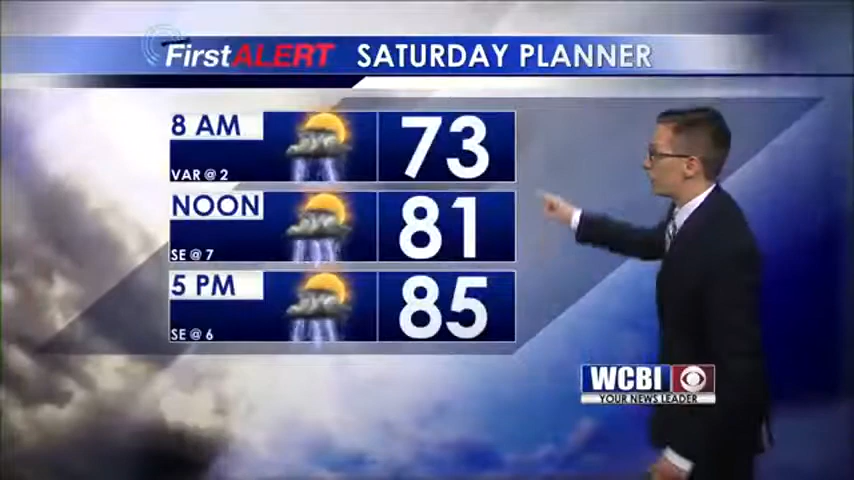 FirstALERT SATURDAY PLANNER
8 AM
73
VAR @ 2
NOON
81
SE @ 7
5 PM
85
SE @ 6
WCBI
YOUR NEWS LEADER